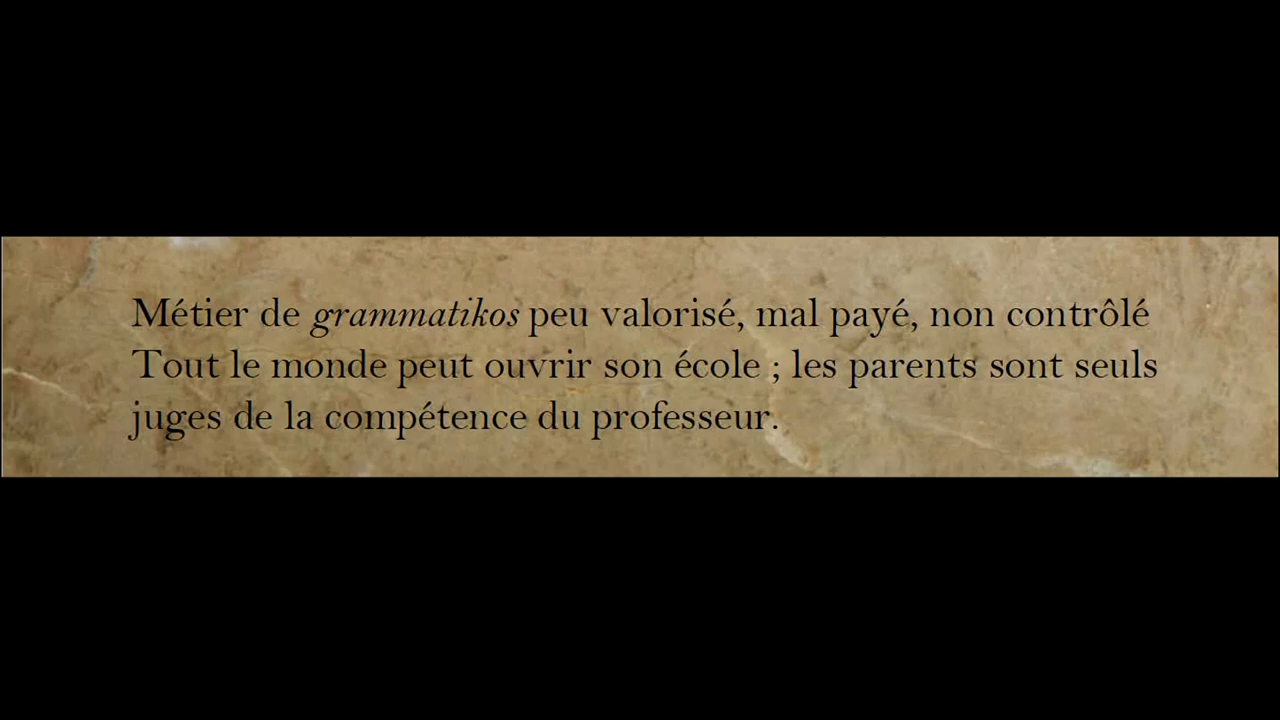 Métier de grammatikos peu valorisé, mal payé, non contrôlé
Tout le monde peut ouvrir son école ; les parents sont seuls
juges de la compétence du professeur.